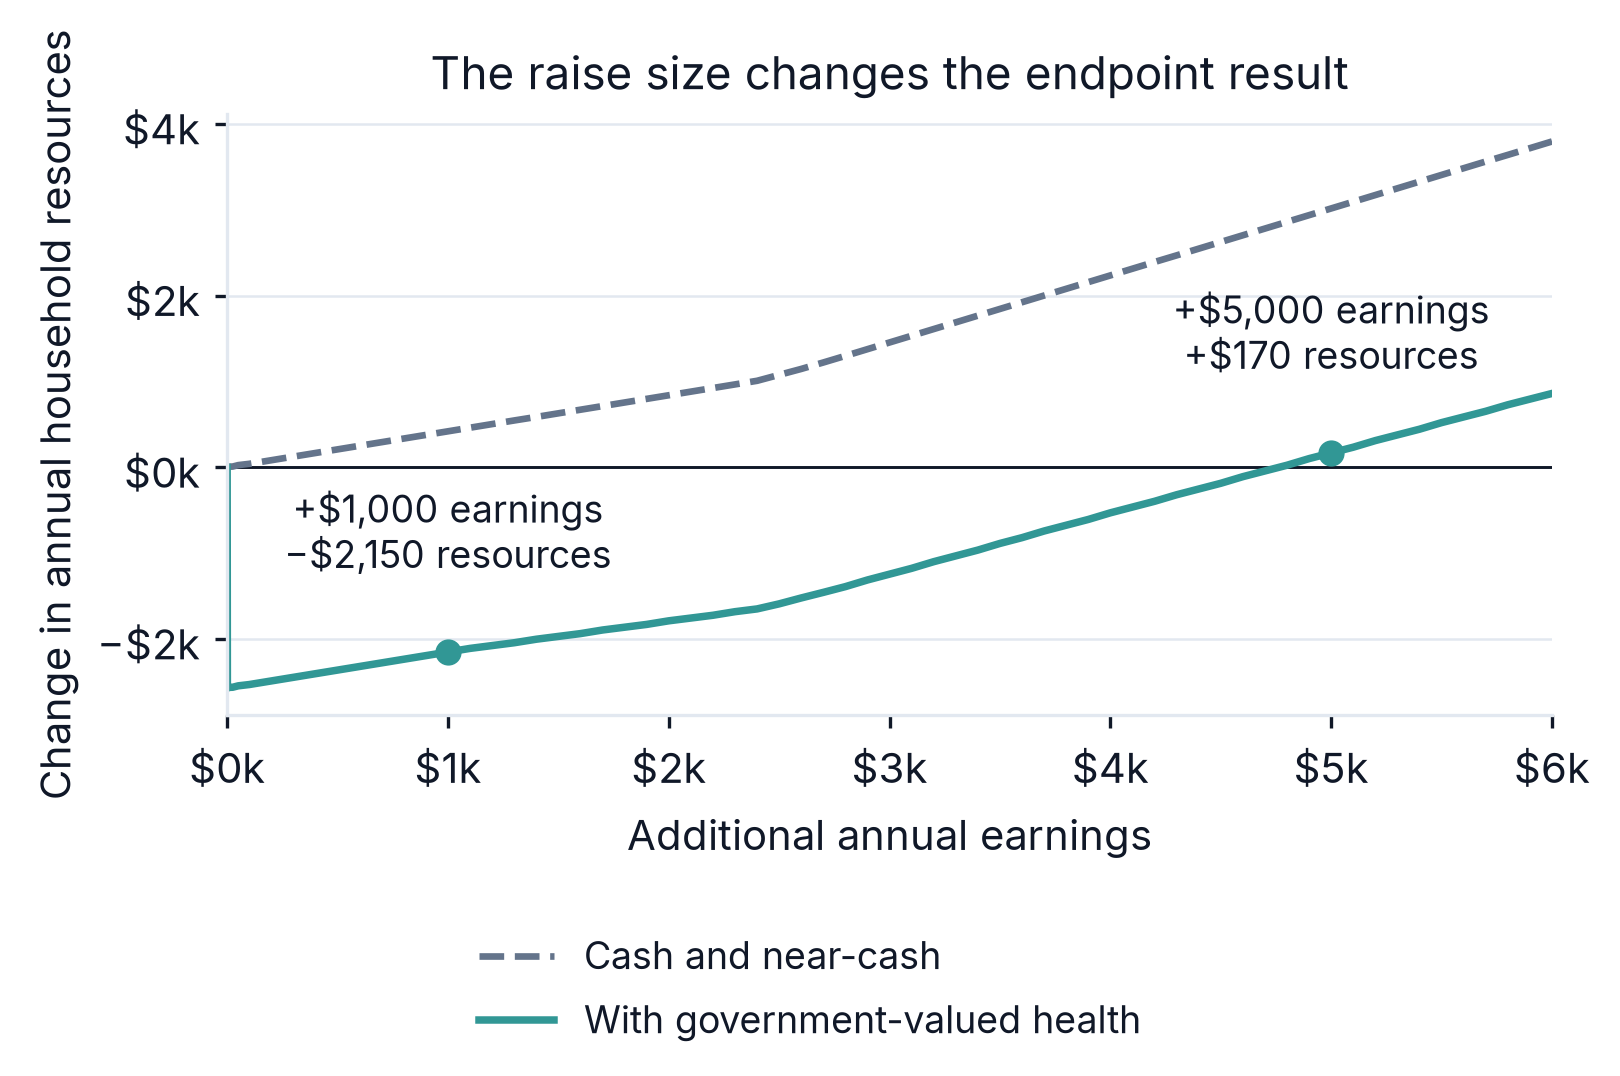 The raise size changes the endpoint result
Change in annual household resources
$4k
$2k
$0k
−$2k
+$5,000 earnings
+$170 resources
+$1,000 earnings
−$2,150 resources
$0k
$1k
$2k
$3k
$4k
$5k
$6k
Additional annual earnings
Cash and near-cash
With government-valued health